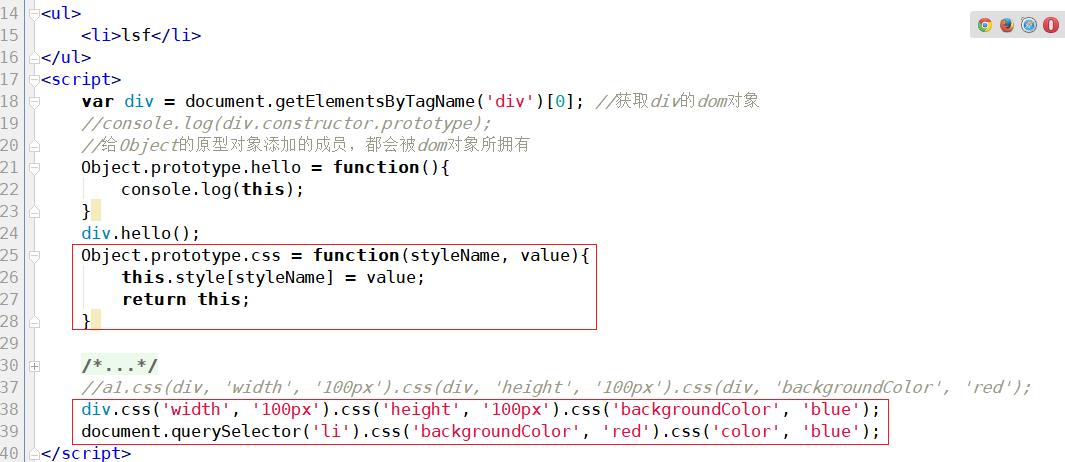 14 <ul>
15     <li>lsf</li>
16 </ul>
17 <script>
18     var div = document.getElementsByTagName('div')[0]; //获取div的dom对象
19     //console.log(div.constructor.prototype);
20     //给Object的原型对象添加的成员，都会被dom对象所拥有
21     Object.prototype.hello = function(){
22         console.log(this);
23     }
24     div.hello();
25     Object.prototype.css = function(styleName, value){
26         this.style[styleName] = value;
27         return this;
28     }
29
30     /*...*/
37     //a1.css(div, 'width', '100px').css(div, 'height', '100px').css(div, 'backgroundColor', 'red');
38     div.css('width', '100px').css('height', '100px').css('backgroundColor', 'blue');
39     document.querySelector('li').css('backgroundColor', 'red').css('color', 'blue');
40 </script>